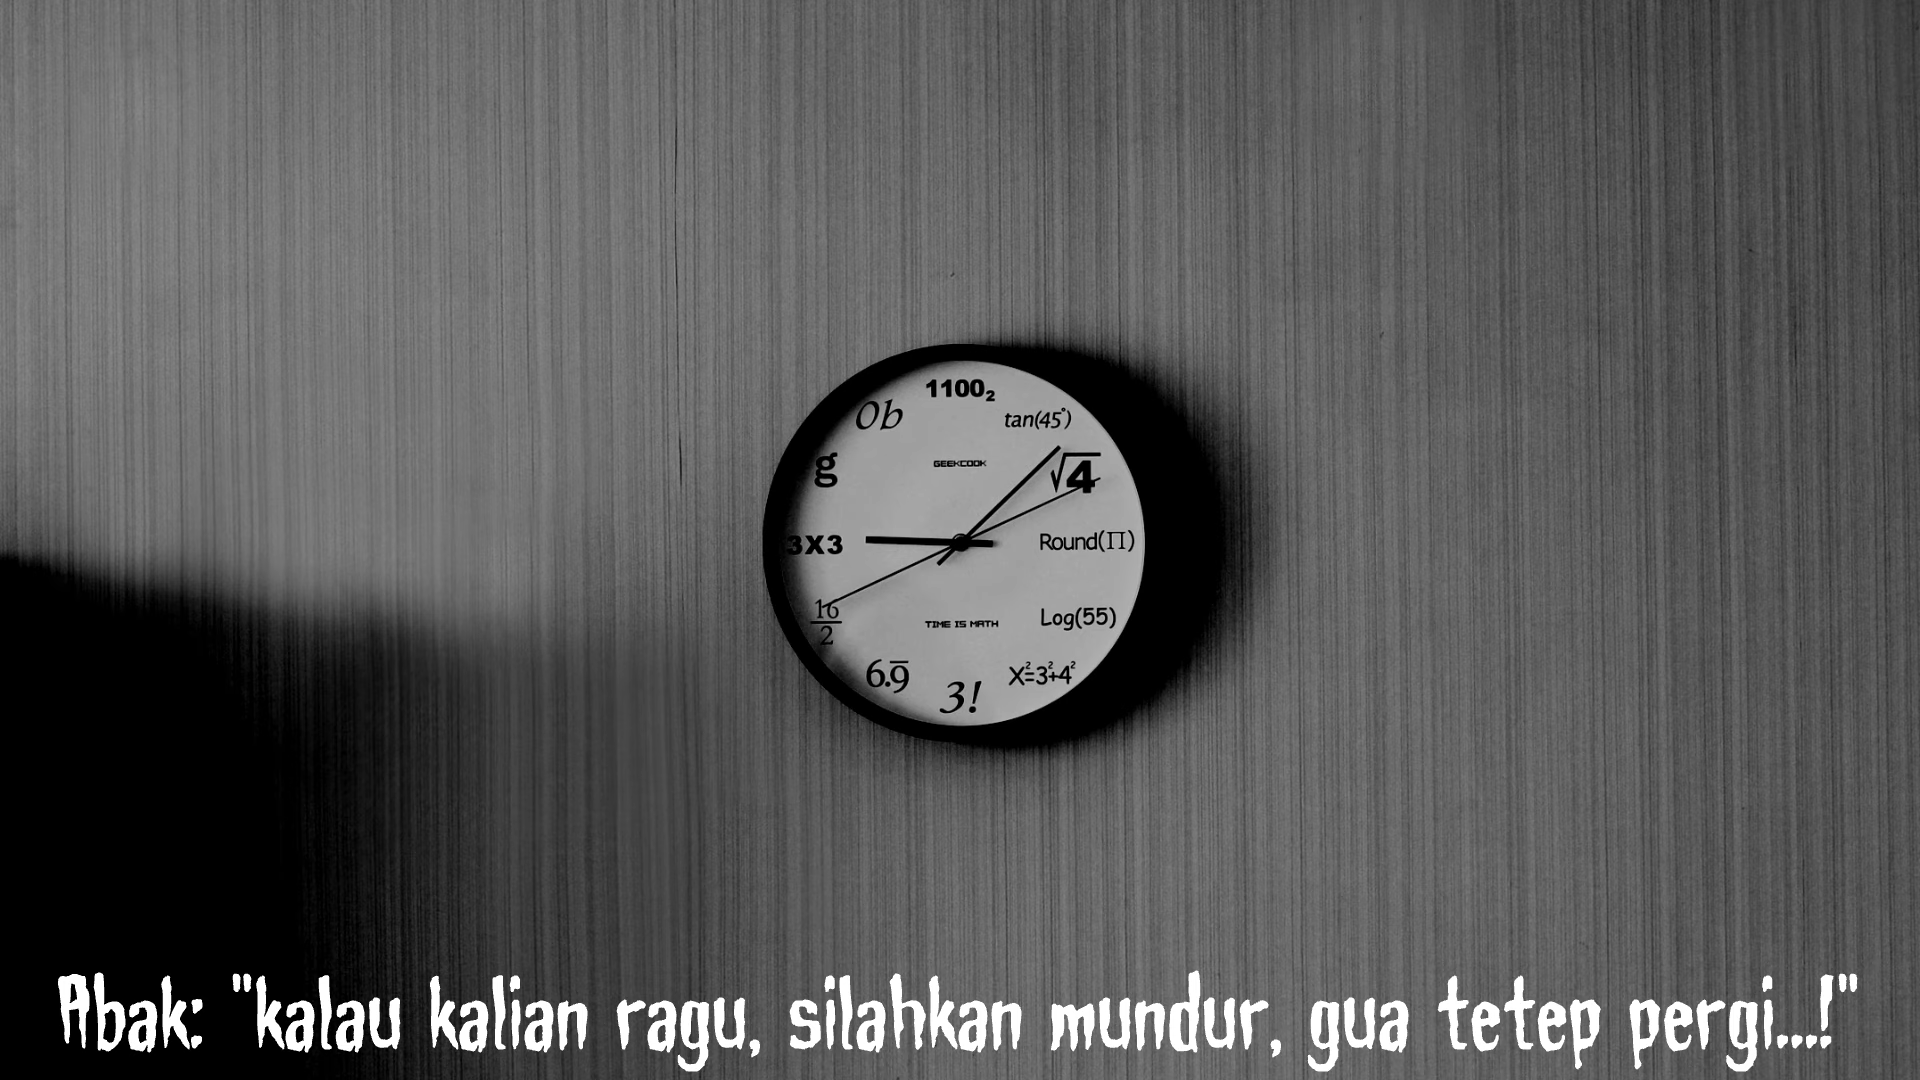 1100₂
0b
tan(45°)
g
GEEKCOOK
√4
3X3
Round(Π)
16
2
TIME IS MATH
Log(55)
6.9̅
X²=3²+4²
3!
Abak: "kalau kalian ragu, silahkan mundur, gua tetep pergi...!"